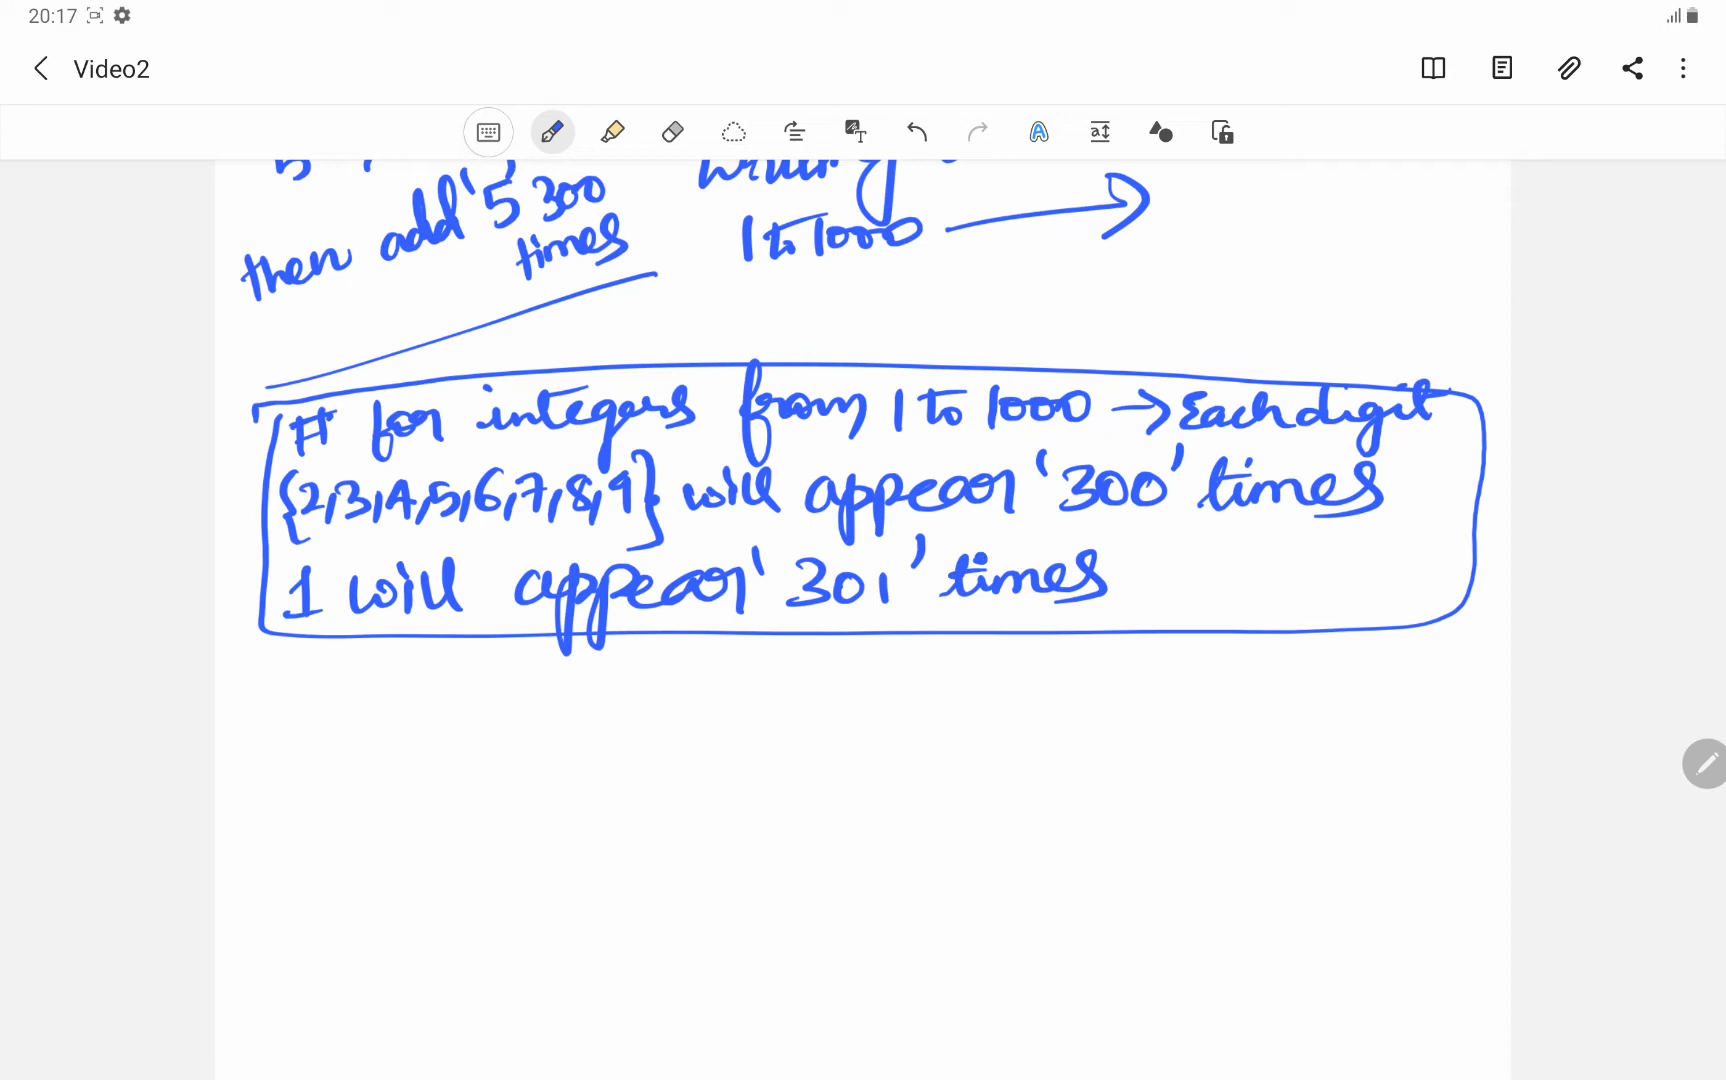 20:17
Video2
then add '5 300
times
1 to 1000
# for integers from 1 to 1000 → Each digit
{2,3,4,5,6,7,8,9} will appear '300' times
1 will appear '301' times